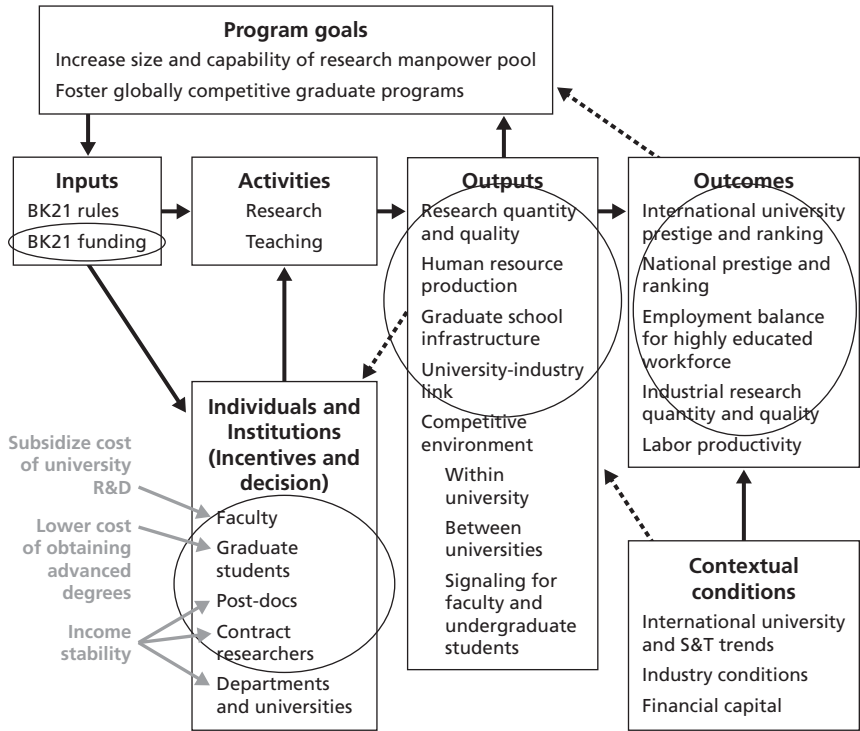 Program goals
Increase size and capability of research manpower pool
Foster globally competitive graduate programs
Inputs
BK21 rules
BK21 funding
Activities
Research
Teaching
Outputs
Research quantity
and quality
Human resource
production
Graduate school
infrastructure
University-industry
link
Competitive
environment
Within
university
Between
universities
Signaling for
faculty and
undergraduate
students
Outcomes
International university
prestige and ranking
National prestige and
ranking
Employment balance
for highly educated
workforce
Industrial research
quantity and quality
Labor productivity
Subsidize cost
of university
R&D
Lower cost
of obtaining
advanced
degrees
Income
stability
Individuals and
Institutions
(Incentives and
decision)
Faculty
Graduate
students
Post-docs
Contract
researchers
Departments
and universities
Contextual
conditions
International university
and S&T trends
Industry conditions
Financial capital